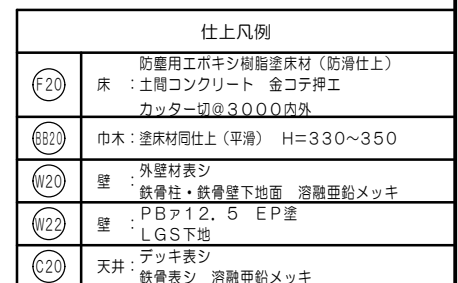 仕上凡例
防塵用エポキシ樹脂塗床材（防滑仕上）
F20 床 ：土間コンクリート 金コテ押エ
カッター切@3000内外
BB20 巾木：塗床材同仕上（平滑） H=330~350
外壁材表シ
W20 壁 ：
鉄骨柱・鉄骨壁下地面 溶融亜鉛メッキ
PBァ12．5 EP塗
W22 壁 ：
LGS下地
デッキ表シ
C20 天井：
鉄骨表シ 溶融亜鉛メッキ